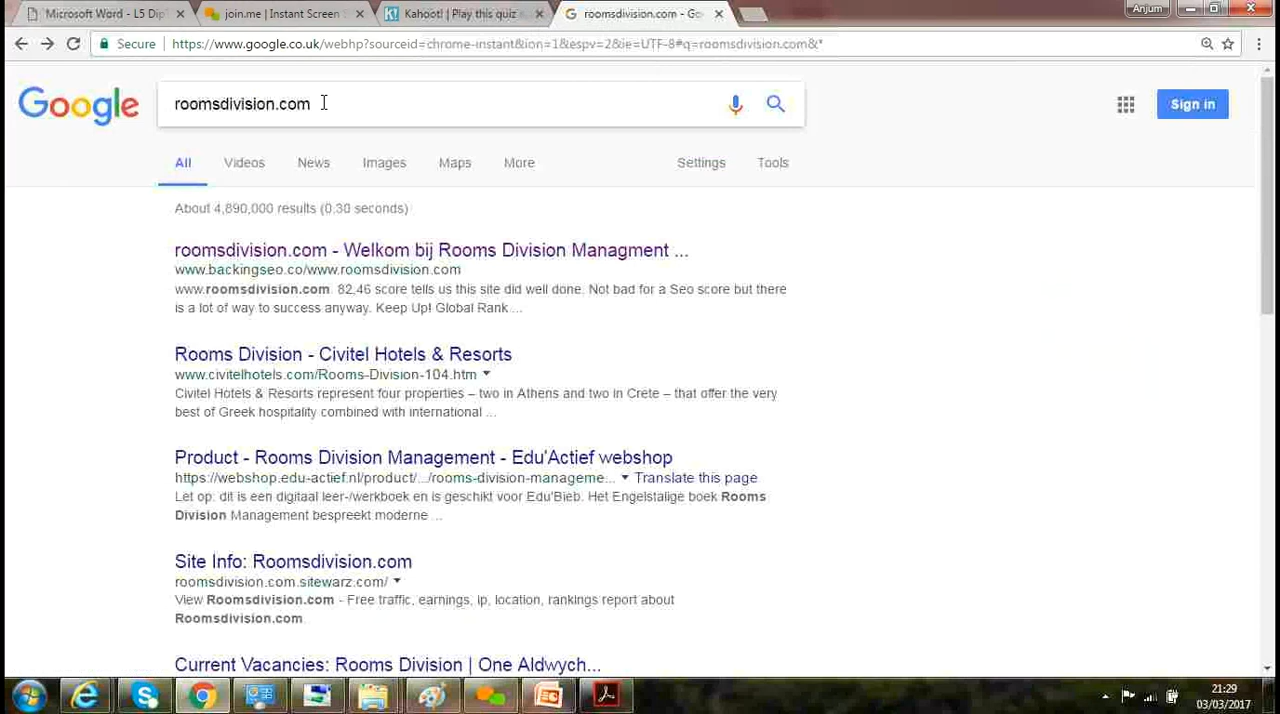 Microsoft Word - L5 Dip
join.me | Instant Screen
Kahoot! | Play this quiz
roomsdivision.com - Go
Anjum
Secure
https://www.google.co.uk/webhp?sourceid=chrome-instant&ion=1&espv=2&ie=UTF-8#q=roomsdivision.com&*
Google
roomsdivision.com
Sign in
All
Videos
News
Images
Maps
More
Settings
Tools
About 4,890,000 results (0.30 seconds)
roomsdivision.com - Welkom bij Rooms Division Managment ...
www.backingseo.co/www.roomsdivision.com
www.roomsdivision.com. 82,46 score tells us this site did well done. Not bad for a Seo score but there
is a lot of way to success anyway. Keep Up! Global Rank ...
Rooms Division - Civitel Hotels & Resorts
www.civitelhotels.com/Rooms-Division-104.htm
Civitel Hotels & Resorts represent four properties – two in Athens and two in Crete – that offer the very
best of Greek hospitality combined with international ...
Product - Rooms Division Management - Edu'Actief webshop
https://webshop.edu-actief.nl/product/.../rooms-division-manageme... Translate this page
Let op: dit is een digitaal leer-/werkboek en is geschikt voor Edu'Bieb. Het Engelstalige boek Rooms
Division Management bespreekt moderne ...
Site Info: Roomsdivision.com
roomsdivision.com.sitewarz.com/
View Roomsdivision.com - Free traffic, earnings, ip, location, rankings report about
Roomsdivision.com.
Current Vacancies: Rooms Division | One Aldwych...
21:29
03/03/2017